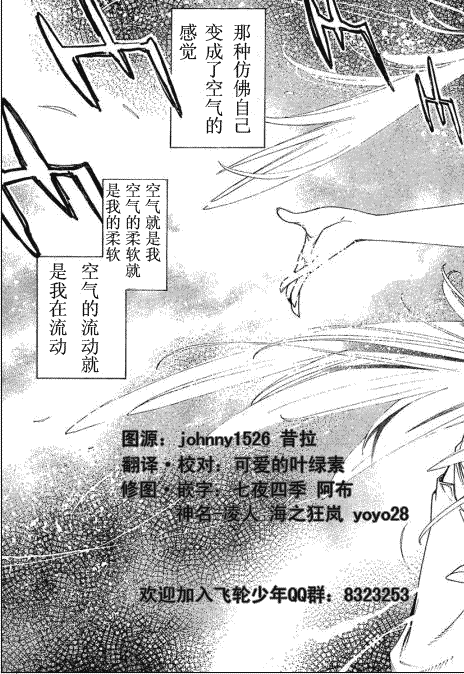 那种仿佛自己
变成了空气的
感觉
空气就是我
空气的柔软就
是我的柔软
空气的流动就
是我在流动
图源：johnny1526 昔拉
翻译·校对：可爱的叶绿素
修图·嵌字：七夜四季 阿布
神名-凌人 海之狂岚 yoyo28
欢迎加入飞轮少年QQ群：8323253